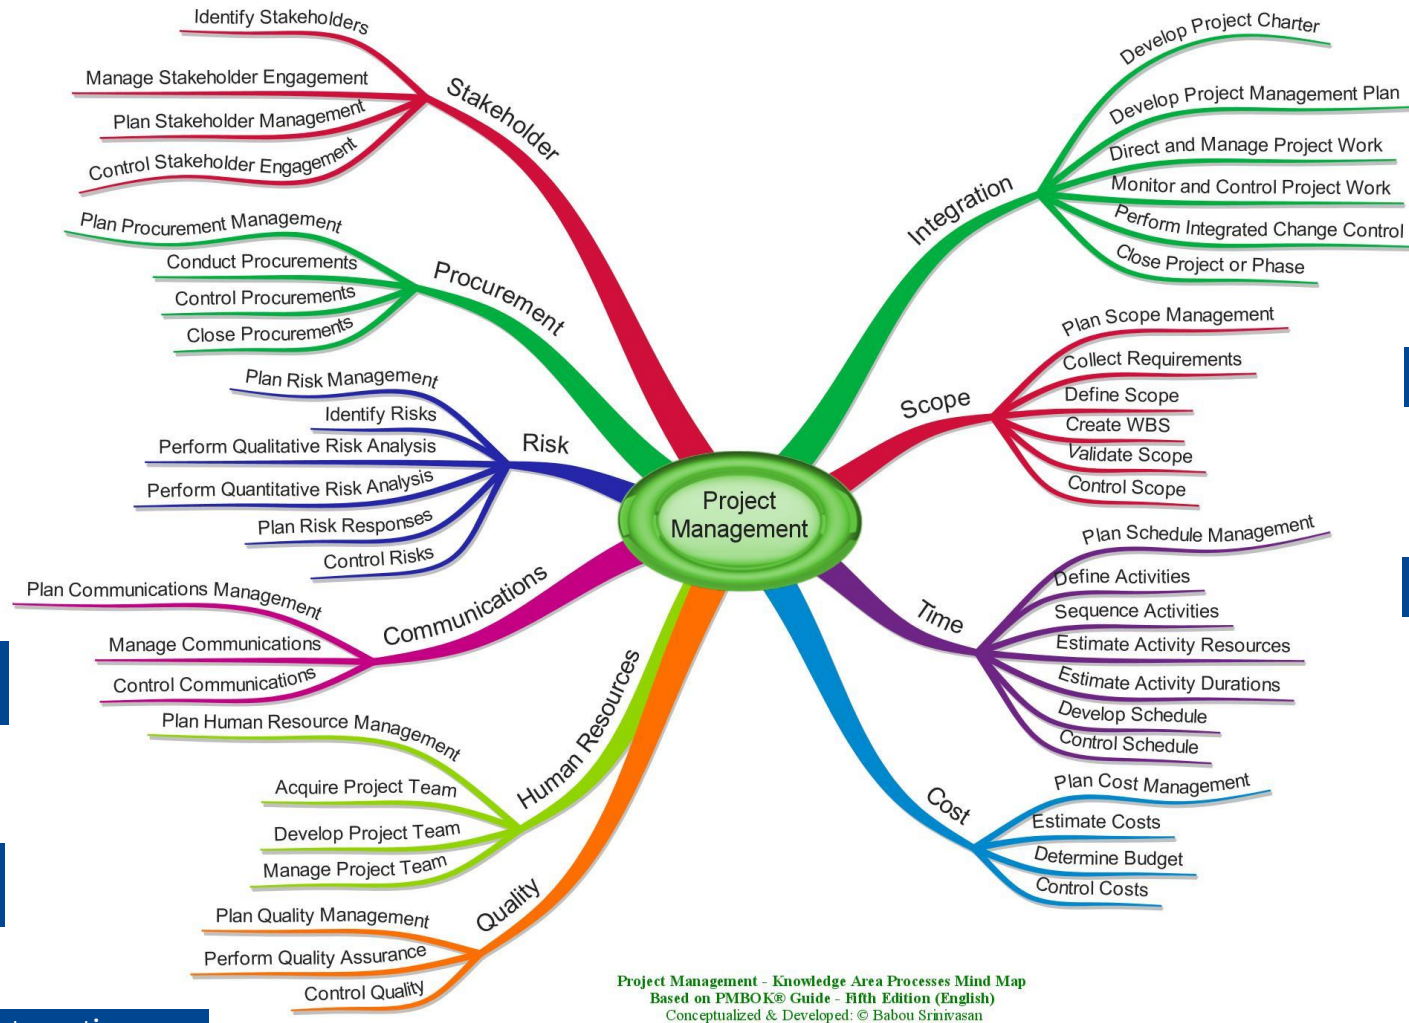 Identify Stakeholders
Manage Stakeholder Engagement
Plan Stakeholder Management
Control Stakeholder Engagement
Stakeholder
Plan Procurement Management
Conduct Procurements
Control Procurements
Close Procurements
Procurement
Plan Risk Management
Identify Risks
Perform Qualitative Risk Analysis
Perform Quantitative Risk Analysis
Plan Risk Responses
Control Risks
Risk
Plan Communications Management
Manage Communications
Control Communications
Communications
Plan Human Resource Management
Acquire Project Team
Develop Project Team
Manage Project Team
Human Resources
Plan Quality Management
Perform Quality Assurance
Control Quality
Quality
Project
Management
Integration
Develop Project Charter
Develop Project Management Plan
Direct and Manage Project Work
Monitor and Control Project Work
Perform Integrated Change Control
Close Project or Phase
Scope
Plan Scope Management
Collect Requirements
Define Scope
Create WBS
Validate Scope
Control Scope
Time
Plan Schedule Management
Define Activities
Sequence Activities
Estimate Activity Resources
Estimate Activity Durations
Develop Schedule
Control Schedule
Cost
Plan Cost Management
Estimate Costs
Determine Budget
Control Costs
Project Management - Knowledge Area Processes Mind Map
Based on PMBOK® Guide - Fifth Edition (English)
Conceptualized & Developed: © Babou Srinivasan